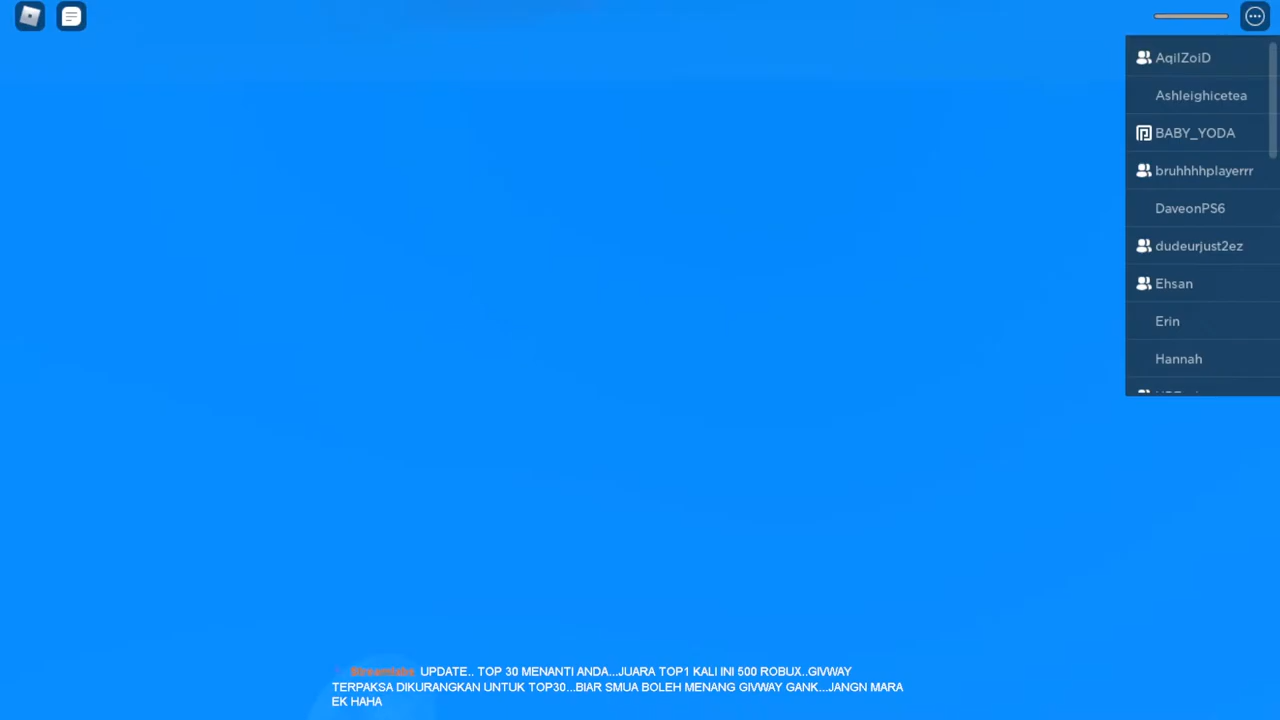 AqilZoiD
Ashleighicetea
BABY_YODA
bruhhhhplayerrr
DaveonPS6
dudeurjust2ez
Ehsan
Erin
Hannah
Streamlabs: UPDATE.. TOP 30 MENANTI ANDA...JUARA TOP1 KALI INI 500 ROBUX..GIVWAY
TERPAKSA DIKURANGKAN UNTUK TOP30...BIAR SMUA BOLEH MENANG GIVWAY GANK...JANGN MARA
EK HAHA